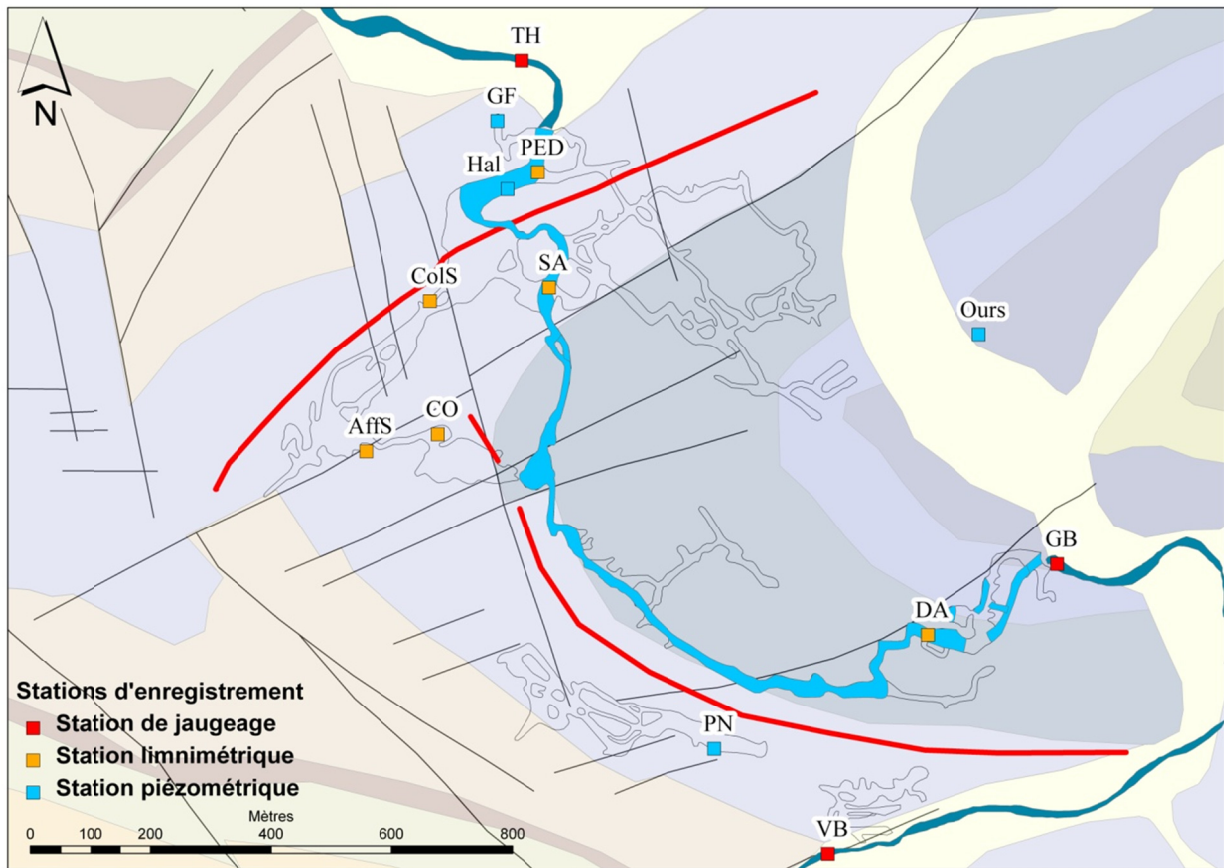 TH
GF
PED
Hal
N
SA
ColS
Ours
CO
AffS
GB
DA
Stations d'enregistrement
Station de jaugeage
Station limnimétrique
Station piézométrique
PN
VB
Mètres
0 100 200 400 600 800